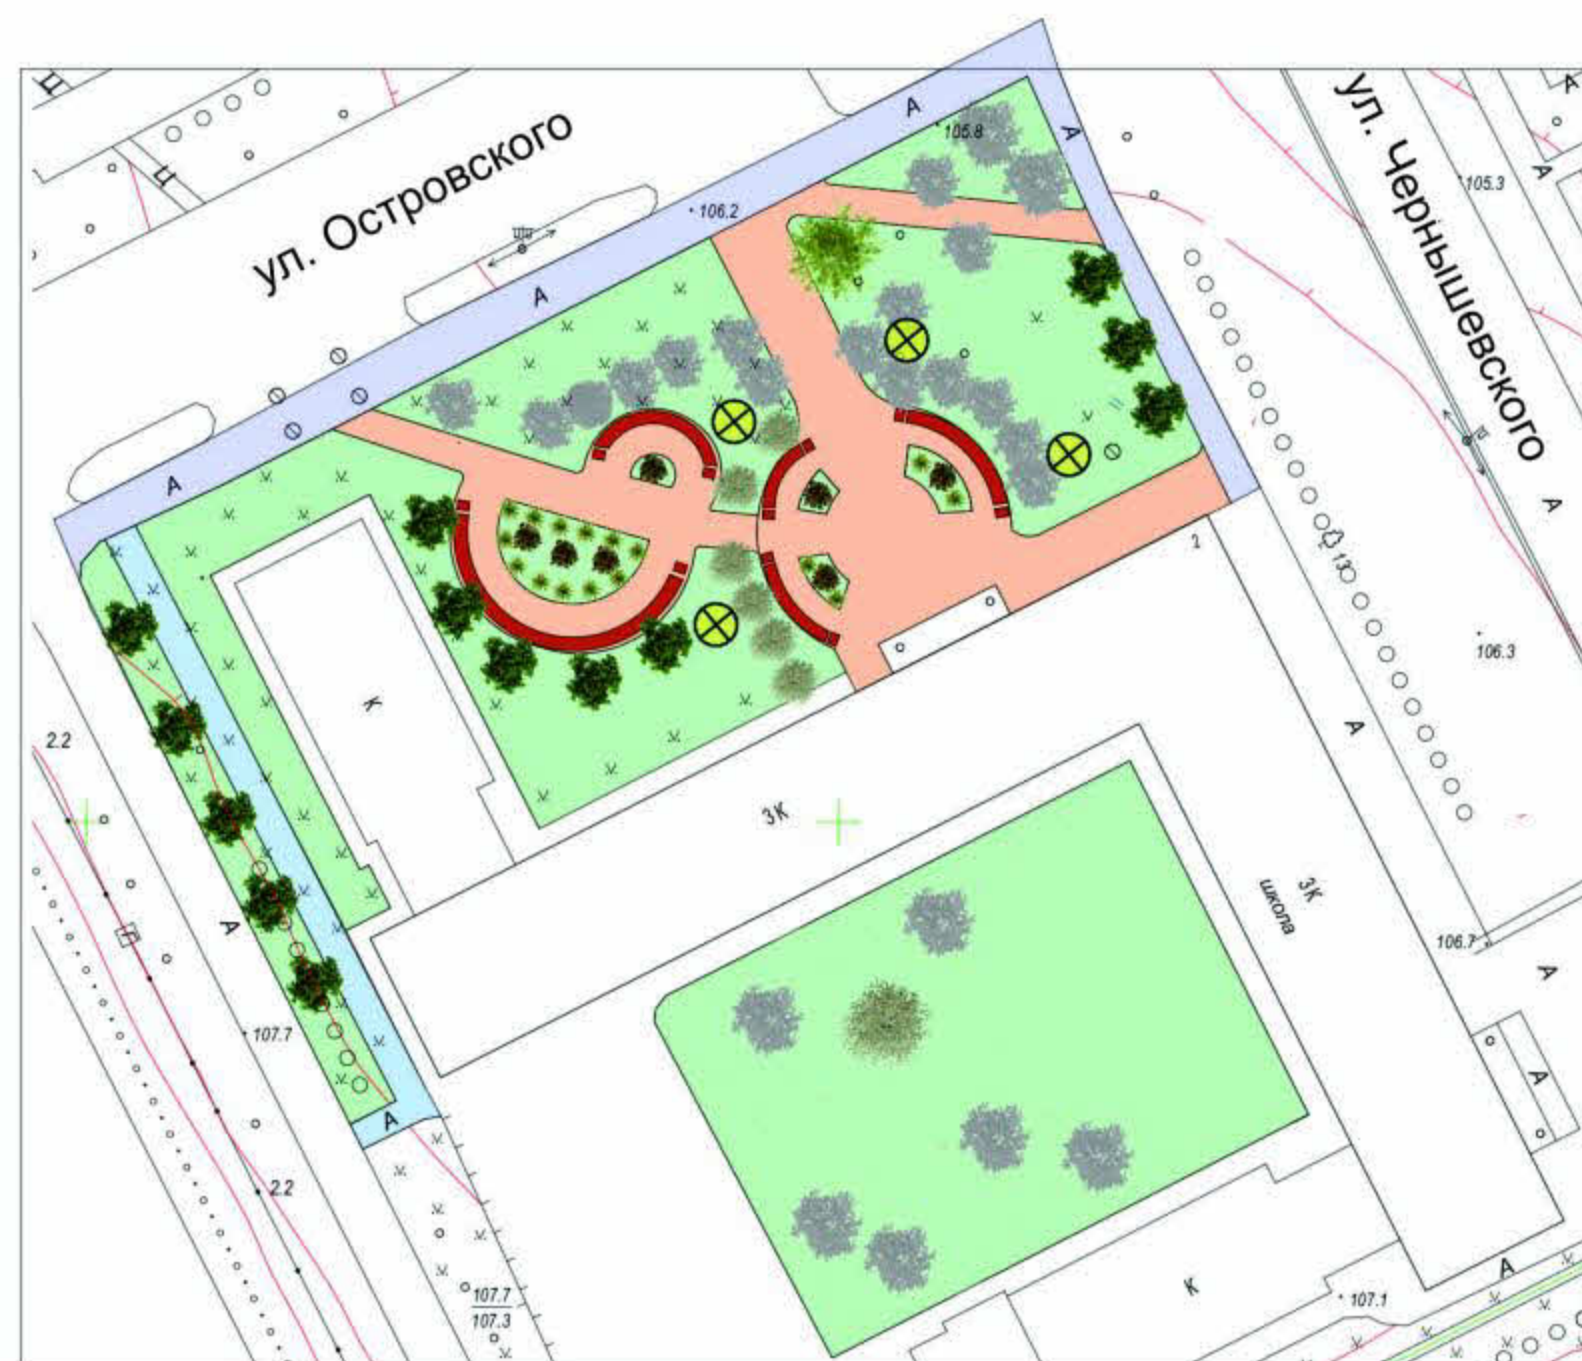 Ц
Ц
ул. Островского
ул. Чернышевского
А
А
А
105.8
А
А
105.3
106.2
А
А
А
2
13
106.3
К
2.2
3К
А
3К
школа
106.7
А
А
Г
107.7
А
А
2.2
107.7
107.3
К
107.1
А